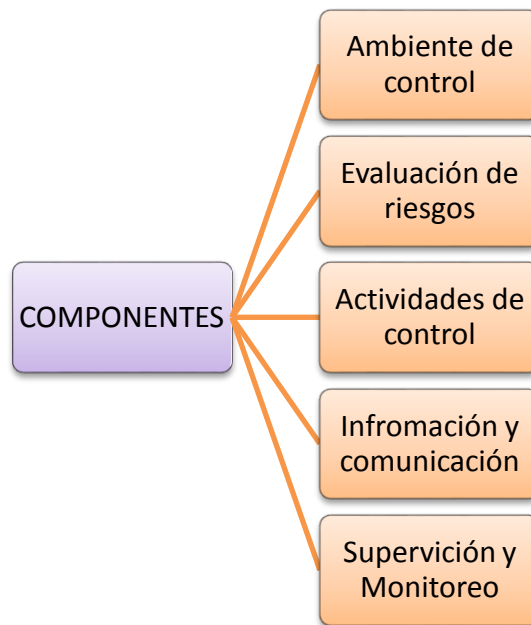 Ambiente de
control
Evaluación de
riesgos
COMPONENTES
Actividades de
control
Infromación y
comunicación
Supervición y
Monitoreo